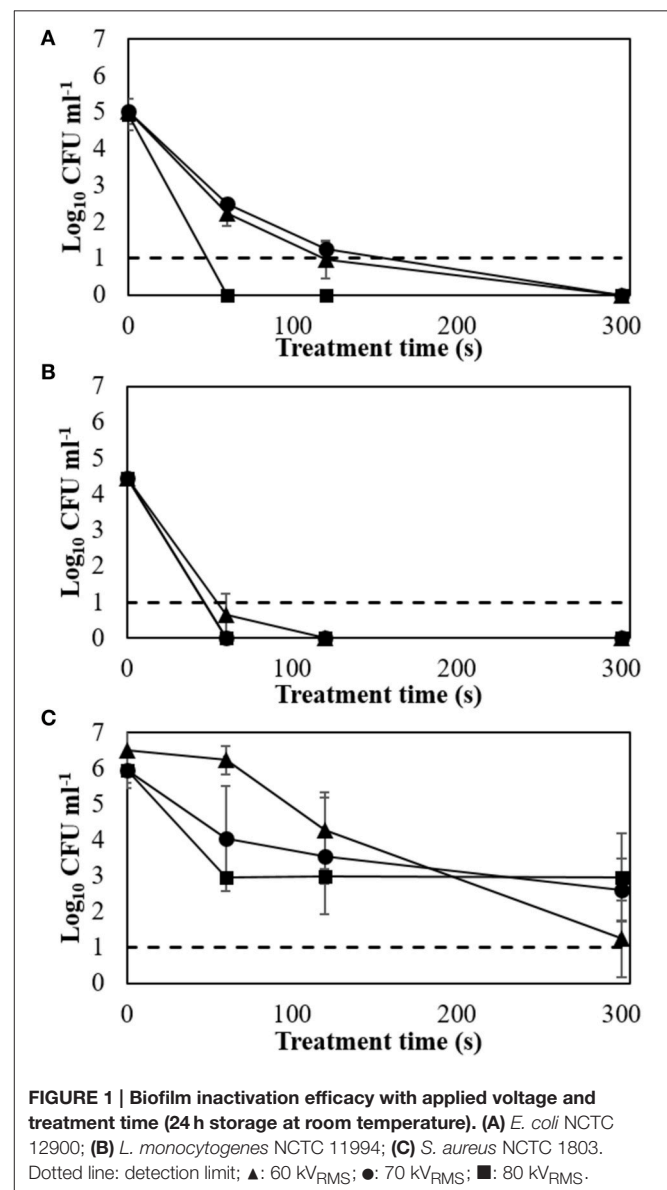 A
7
6
5
4
3
2
1
0
Log₁₀ CFU ml⁻¹
0 100 200 300
Treatment time (s)
B
7
6
5
4
3
2
1
0
Log₁₀ CFU ml⁻¹
0 100 200 300
Treatment time (s)
C
7
6
5
4
3
2
1
0
Log₁₀ CFU ml⁻¹
0 100 200 300
Treatment time (s)
FIGURE 1 | Biofilm inactivation efficacy with applied voltage and
treatment time (24 h storage at room temperature). (A) E. coli NCTC
12900; (B) L. monocytogenes NCTC 11994; (C) S. aureus NCTC 1803.
Dotted line: detection limit; ▲: 60 kV_RMS; ●: 70 kV_RMS; ■: 80 kV_RMS.